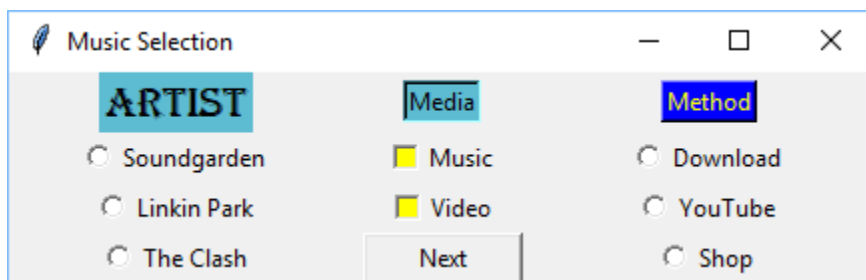 Music Selection
ARTIST Media Method
Soundgarden Music Download
Linkin Park Video YouTube
The Clash Next Shop